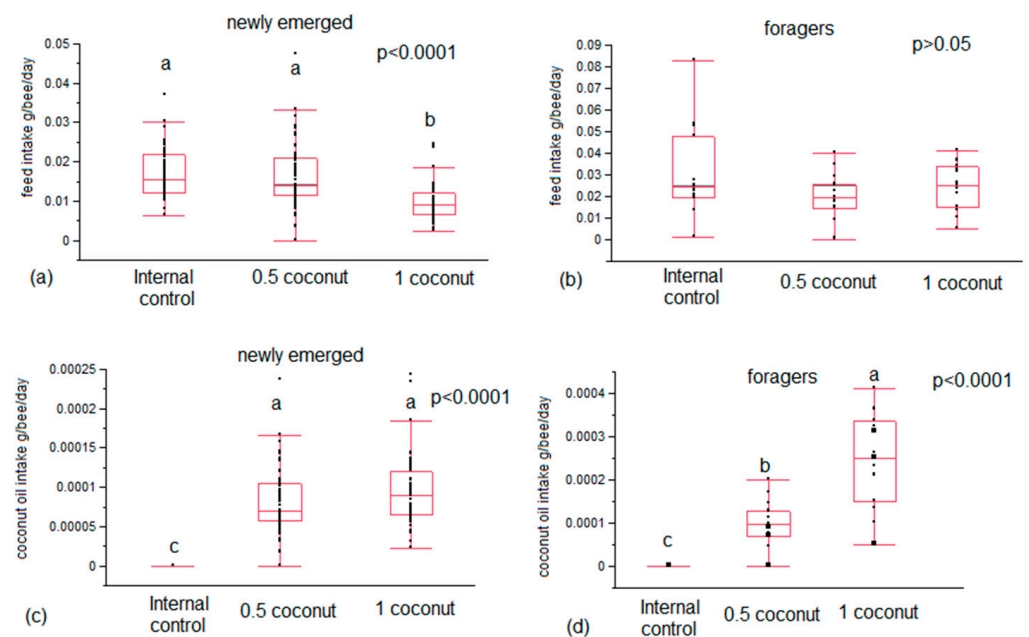 newly emerged
p<0.0001
feed intake g/bee/day
0.05
0.04
0.03
0.02
0.01
0
a
a
b
(a)
Internal
control
0.5 coconut
1 coconut
foragers
p>0.05
feed intake g/bee/day
0.09
0.08
0.07
0.06
0.05
0.04
0.03
0.02
0.01
0
(b)
Internal
control
0.5 coconut
1 coconut
newly emerged
p<0.0001
coconut oil intake g/bee/day
0.00025
0.0002
0.00015
0.0001
0.00005
0
c
a
a
(c)
Internal
control
0.5 coconut
1 coconut
foragers
p<0.0001
coconut oil intake g/bee/day
0.0004
0.0003
0.0002
0.0001
0
c
b
a
(d)
Internal
control
0.5 coconut
1 coconut